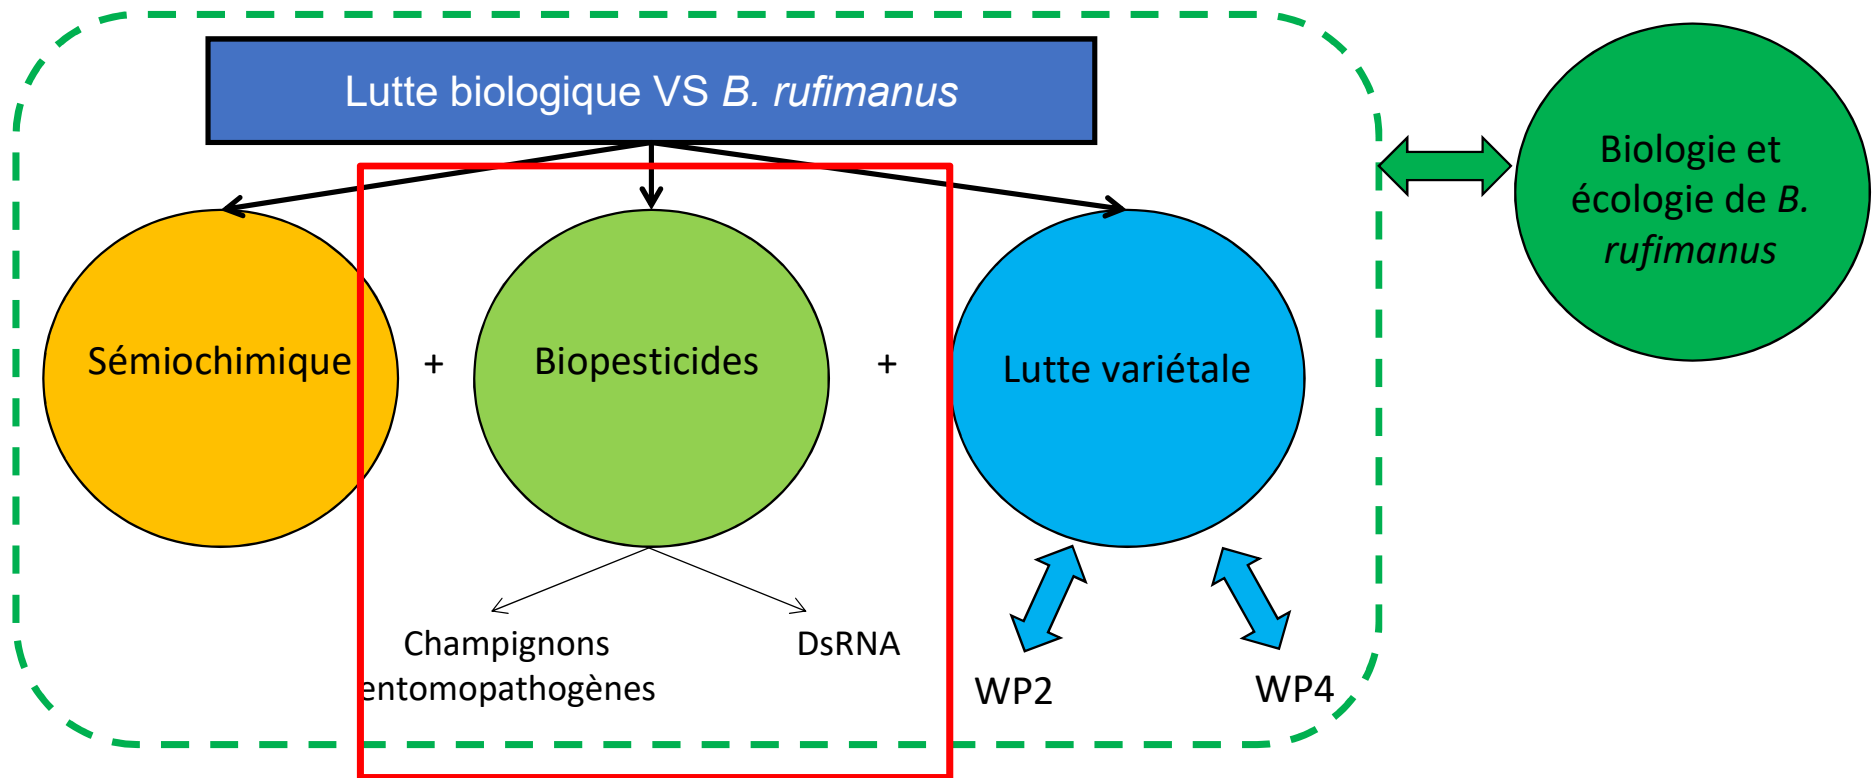 Lutte biologique VS B. rufimanus
Biologie et
écologie de B.
rufimanus
Sémiochimique
+
Biopesticides
+
Lutte variétale
Champignons
entomopathogènes
DsRNA
WP2
WP4